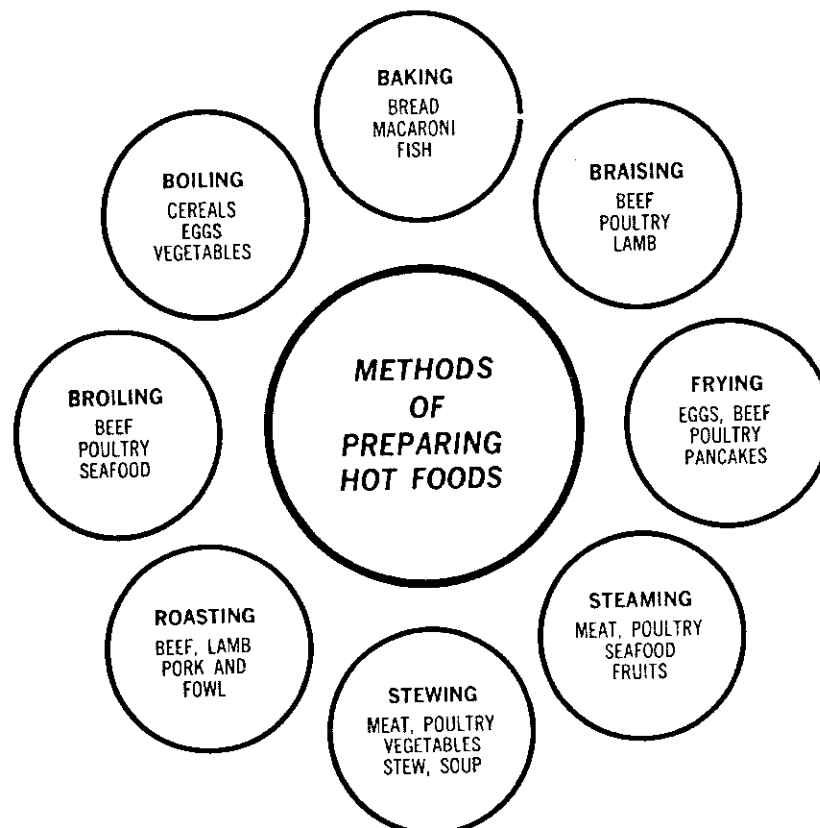 BAKING
BREAD
MACARONI
FISH
BRAISING
BEEF
POULTRY
LAMB
FRYING
EGGS, BEEF
POULTRY
PANCAKES
STEAMING
MEAT, POULTRY
SEAFOOD
FRUITS
STEWING
MEAT, POULTRY
VEGETABLES
STEW, SOUP
ROASTING
BEEF, LAMB
PORK AND
FOWL
BROILING
BEEF
POULTRY
SEAFOOD
BOILING
CEREALS
EGGS
VEGETABLES
METHODS
OF
PREPARING
HOT FOODS